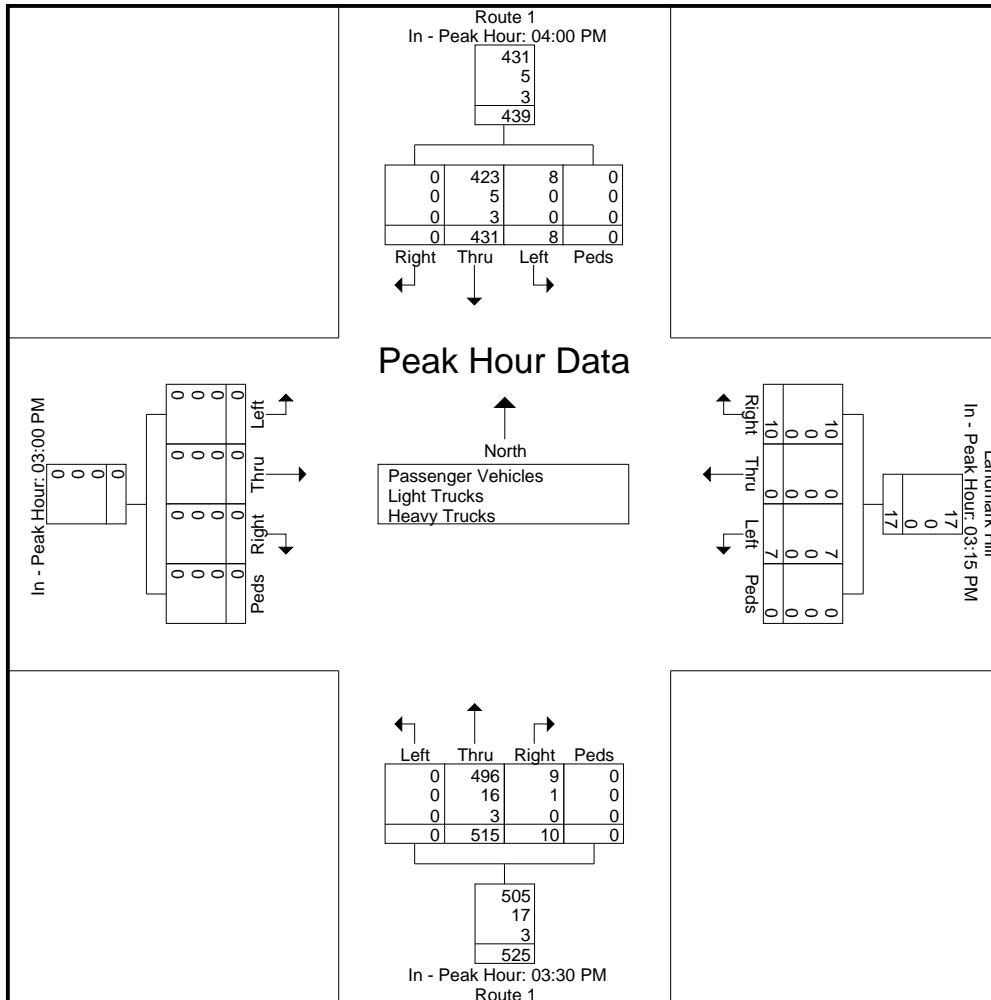 Route 1
In - Peak Hour: 04:00 PM
431
5
3
439
0 423 8 0
0 5 0 0
0 3 0 0
0 431 8 0
Right Thru Left Peds
Peak Hour Data
North
Passenger Vehicles
Light Trucks
Heavy Trucks
In - Peak Hour: 03:00 PM
0
0
0
0
0 0 0 0
0 0 0 0
0 0 0 0
0 0 0 0
Left Thru Right Peds
Landmark Hill
In - Peak Hour: 03:15 PM
17
0
0
17
10 0 7 0
0 0 0 0
0 0 0 0
10 0 7 0
Right Thru Left Peds
Left Thru Right Peds
0 496 9 0
0 16 1 0
0 3 0 0
0 515 10 0
505
17
3
525
In - Peak Hour: 03:30 PM
Route 1